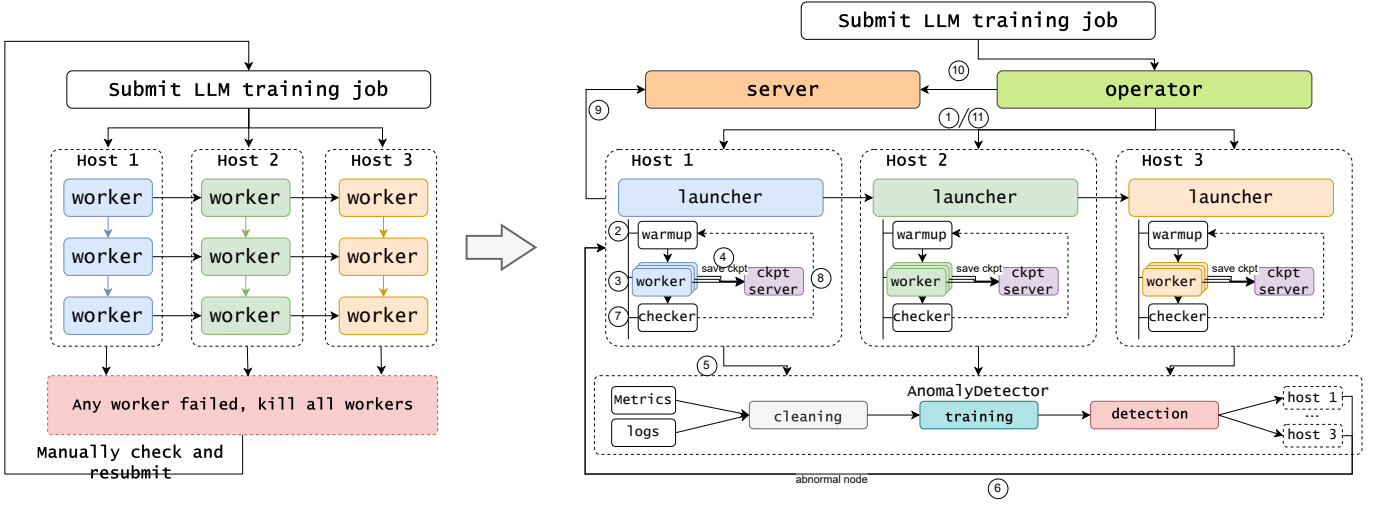 Submit LLM training job
Host 1
Host 2
Host 3
worker
worker
worker
worker
worker
worker
worker
worker
worker
Any worker failed, kill all workers
Manually check and
resubmit
Submit LLM training job
server
10
operator
9
1 / 11
Host 1
Host 2
Host 3
launcher
launcher
launcher
2
warmup
4
save ckpt
3
worker
ckpt
server
8
7
checker
warmup
save ckpt
worker
ckpt
server
checker
warmup
save ckpt
worker
ckpt
server
checker
5
AnomalyDetector
Metrics
logs
cleaning
training
detection
host 1
...
host 3
abnormal node
6